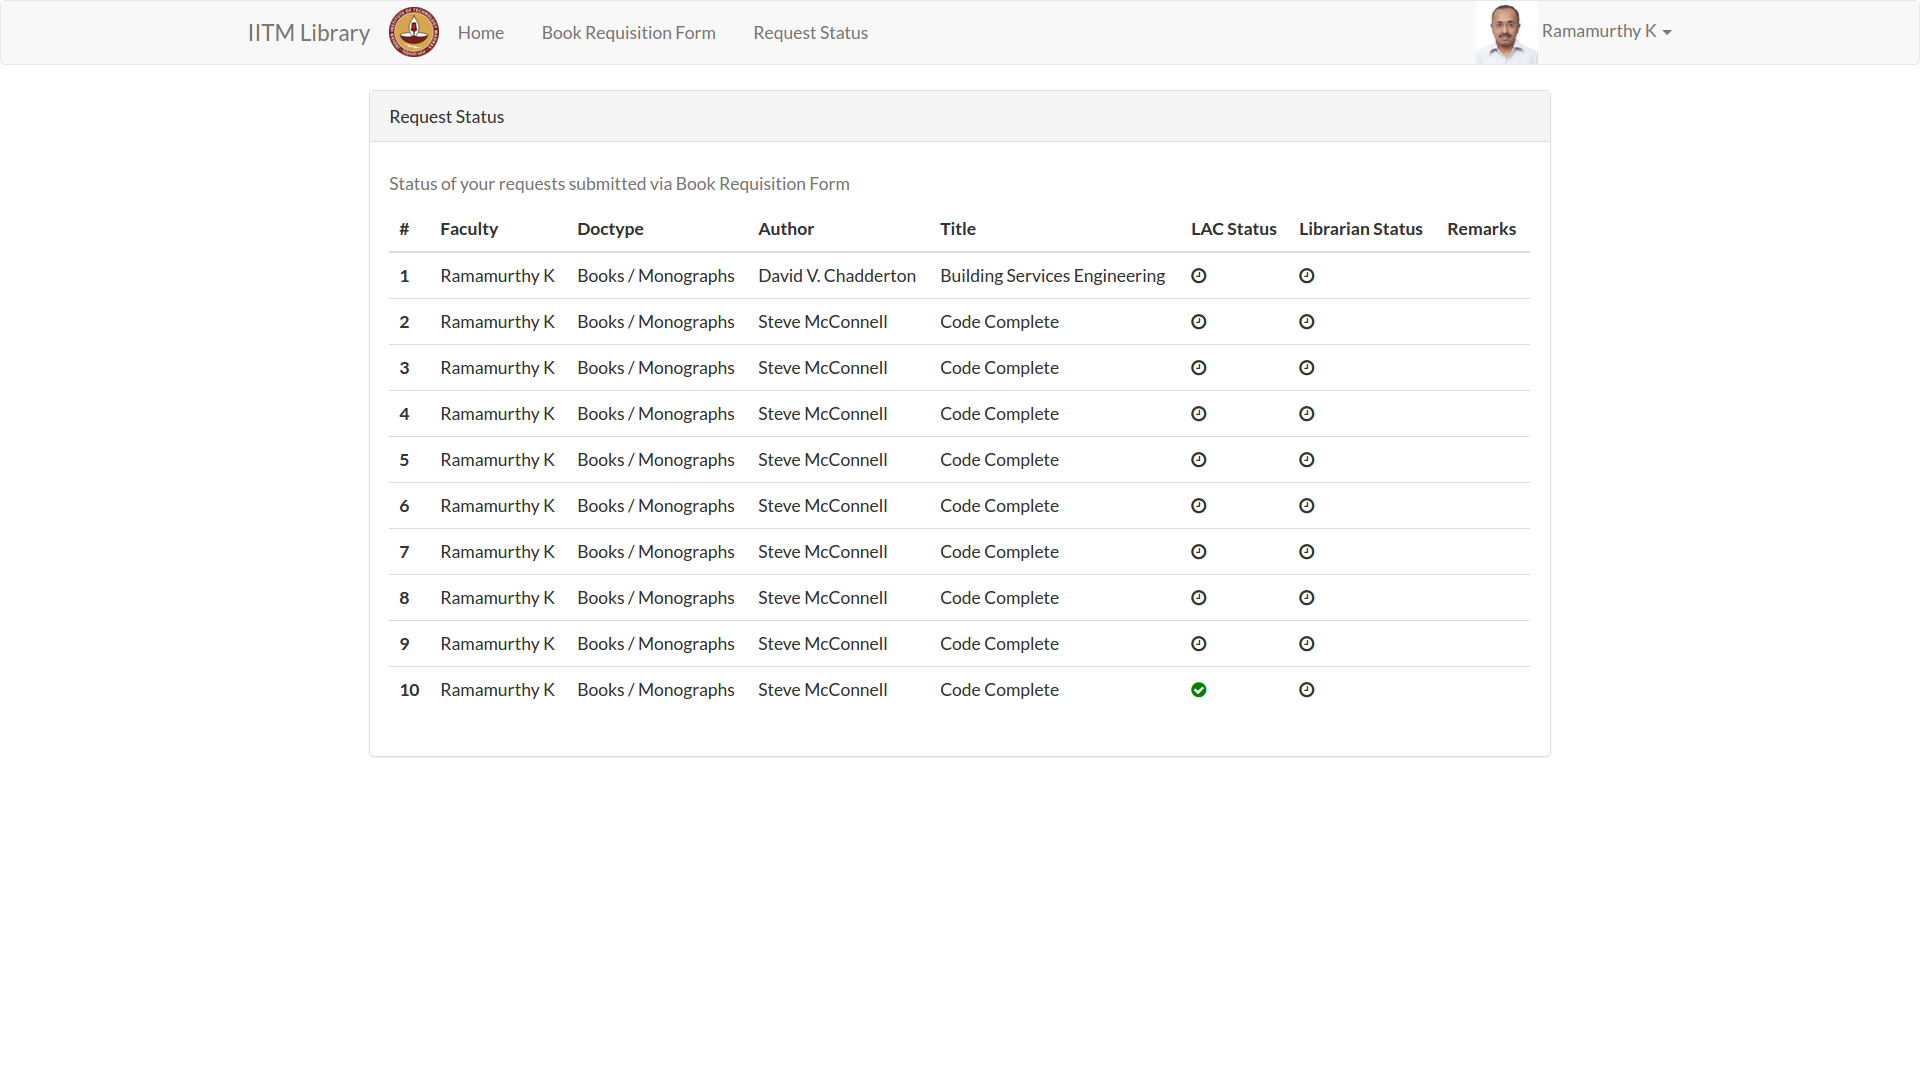 IITM Library Home Book Requisition Form Request Status Ramamurthy K
Request Status
Status of your requests submitted via Book Requisition Form
# Faculty Doctype Author Title LAC Status Librarian Status Remarks
1 Ramamurthy K Books / Monographs David V. Chadderton Building Services Engineering
2 Ramamurthy K Books / Monographs Steve McConnell Code Complete
3 Ramamurthy K Books / Monographs Steve McConnell Code Complete
4 Ramamurthy K Books / Monographs Steve McConnell Code Complete
5 Ramamurthy K Books / Monographs Steve McConnell Code Complete
6 Ramamurthy K Books / Monographs Steve McConnell Code Complete
7 Ramamurthy K Books / Monographs Steve McConnell Code Complete
8 Ramamurthy K Books / Monographs Steve McConnell Code Complete
9 Ramamurthy K Books / Monographs Steve McConnell Code Complete
10 Ramamurthy K Books / Monographs Steve McConnell Code Complete